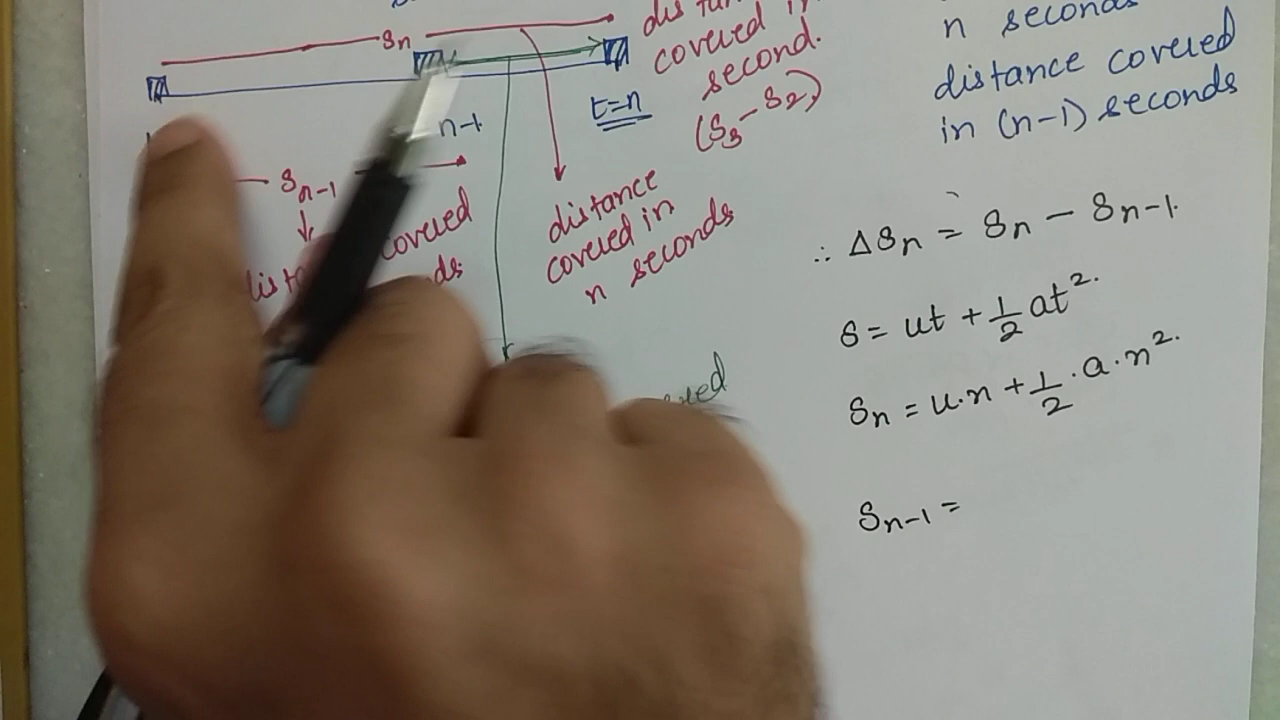 Sn
covered in
second.
(S3 - S2)
t=n
n-1
Sn-1
covered
distance
covered in
n seconds
n seconds
distance covered
in (n-1) seconds
∴ ΔSn = Sn - Sn-1.
S = ut + 1/2 at².
Sn = u.n + 1/2 . a . n².
Sn-1 =